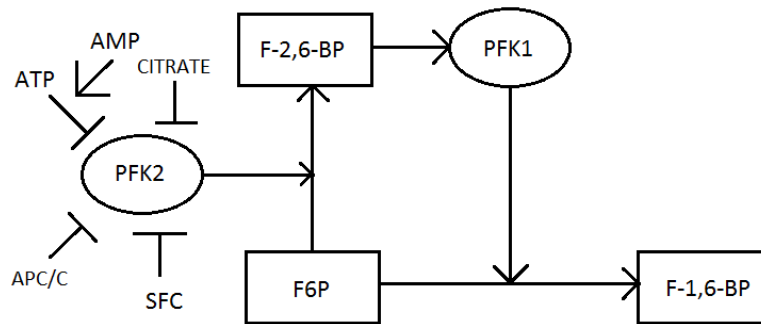 AMP
F-2,6-BP
PFK1
CITRATE
ATP
PFK2
APC/C
SFC
F6P
F-1,6-BP